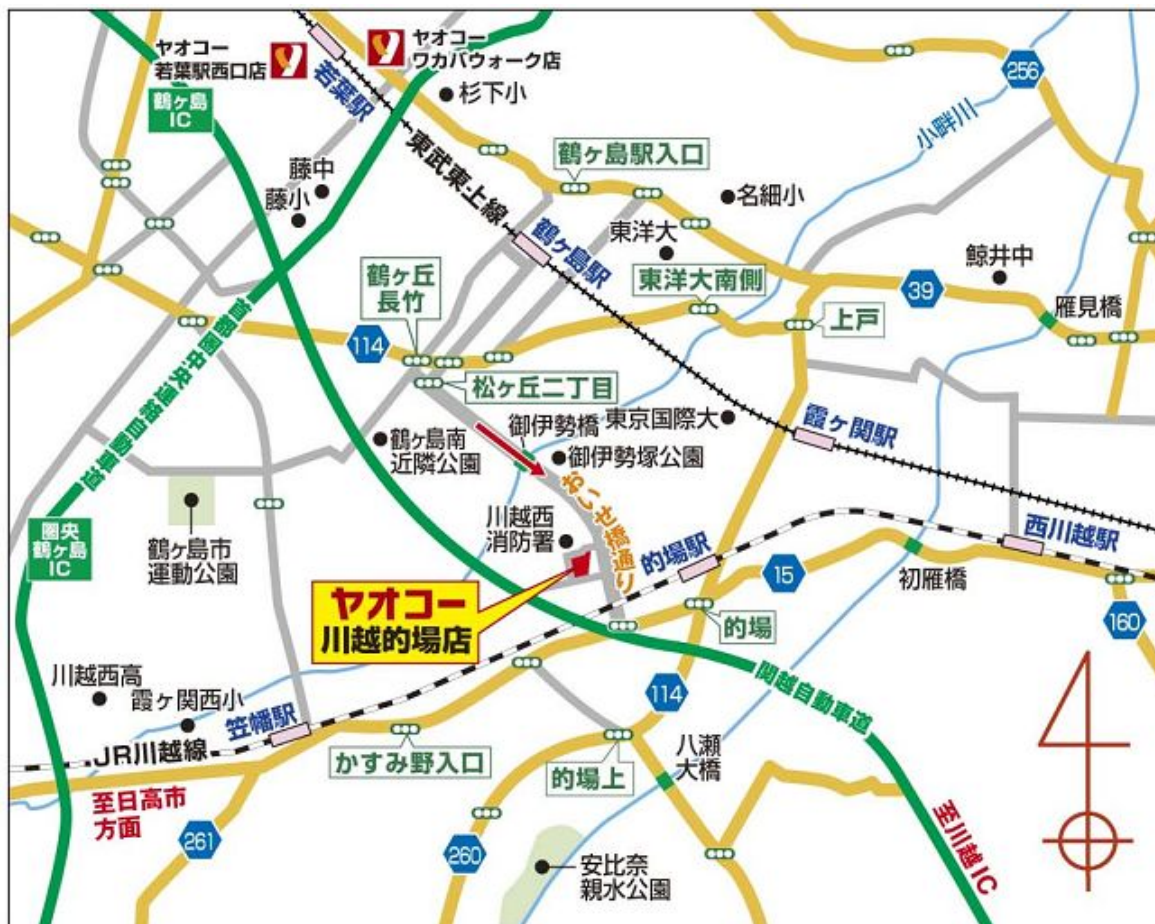 ヤオコー
若葉駅西口店
ヤオコー
ワカバウォーク店
若葉駅
杉下小
256
鶴ヶ島
IC
小畔川
藤中
藤小
東武東上線
鶴ヶ島駅入口
名細小
鶴ヶ島駅
東洋大
鶴ヶ丘
長竹
東洋大南側
39
鯨井中
雁見橋
上戸
首都圏中央連絡自動車道
114
松ヶ丘二丁目
御伊勢橋
東京国際大
霞ヶ関駅
鶴ヶ島南
近隣公園
御伊勢塚公園
おいせ橋通り
圏央
鶴ヶ島
IC
鶴ヶ島市
運動公園
川越西
消防署
的場駅
西川越駅
15
初雁橋
ヤオコー
川越的場店
的場
160
川越西高
霞ヶ関西小
笠幡駅
関越自動車道
114
JR川越線
かすみ野入口
的場上
八瀬
大橋
至日高市
方面
261
260
安比奈
親水公園
至川越IC